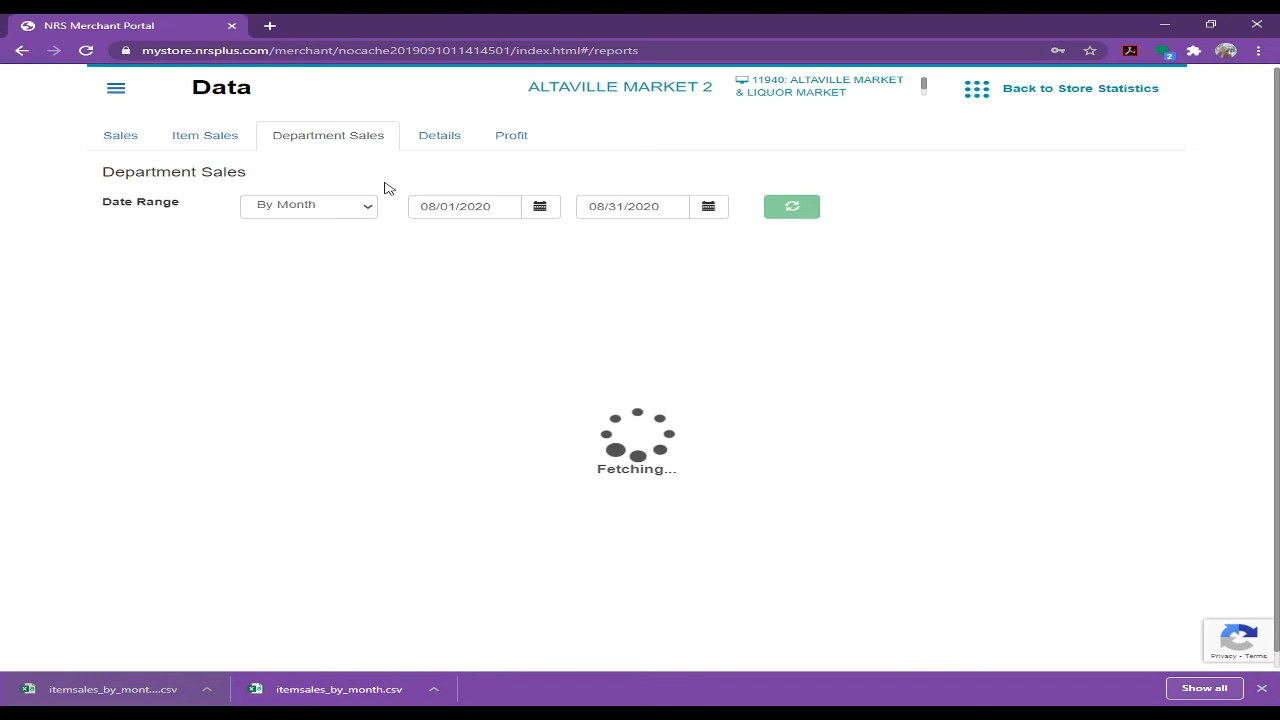 NRS Merchant Portal
mystore.nrsplus.com/merchant/nocache2019091011414501/index.html#/reports
2
Data
ALTAVILLE MARKET 2
11940: ALTAVILLE MARKET
& LIQUOR MARKET
Back to Store Statistics
Sales
Item Sales
Department Sales
Details
Profit
Department Sales
Date Range
By Month
08/01/2020
08/31/2020
Fetching...
Privacy - Terms
itemsales_by_mont....csv
itemsales_by_month.csv
Show all